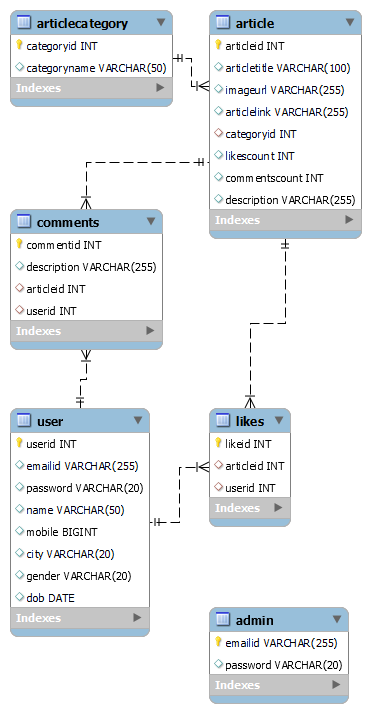 articlecategory
categoryid INT
categoryname VARCHAR(50)
Indexes
article
articleid INT
articletitle VARCHAR(100)
imageurl VARCHAR(255)
articlelink VARCHAR(255)
categoryid INT
likescount INT
commentscount INT
description VARCHAR(255)
Indexes
comments
commentid INT
description VARCHAR(255)
articleid INT
userid INT
Indexes
user
userid INT
emailid VARCHAR(255)
password VARCHAR(20)
name VARCHAR(50)
mobile BIGINT
city VARCHAR(20)
gender VARCHAR(20)
dob DATE
Indexes
likes
likeid INT
articleid INT
userid INT
Indexes
admin
emailid VARCHAR(255)
password VARCHAR(20)
Indexes